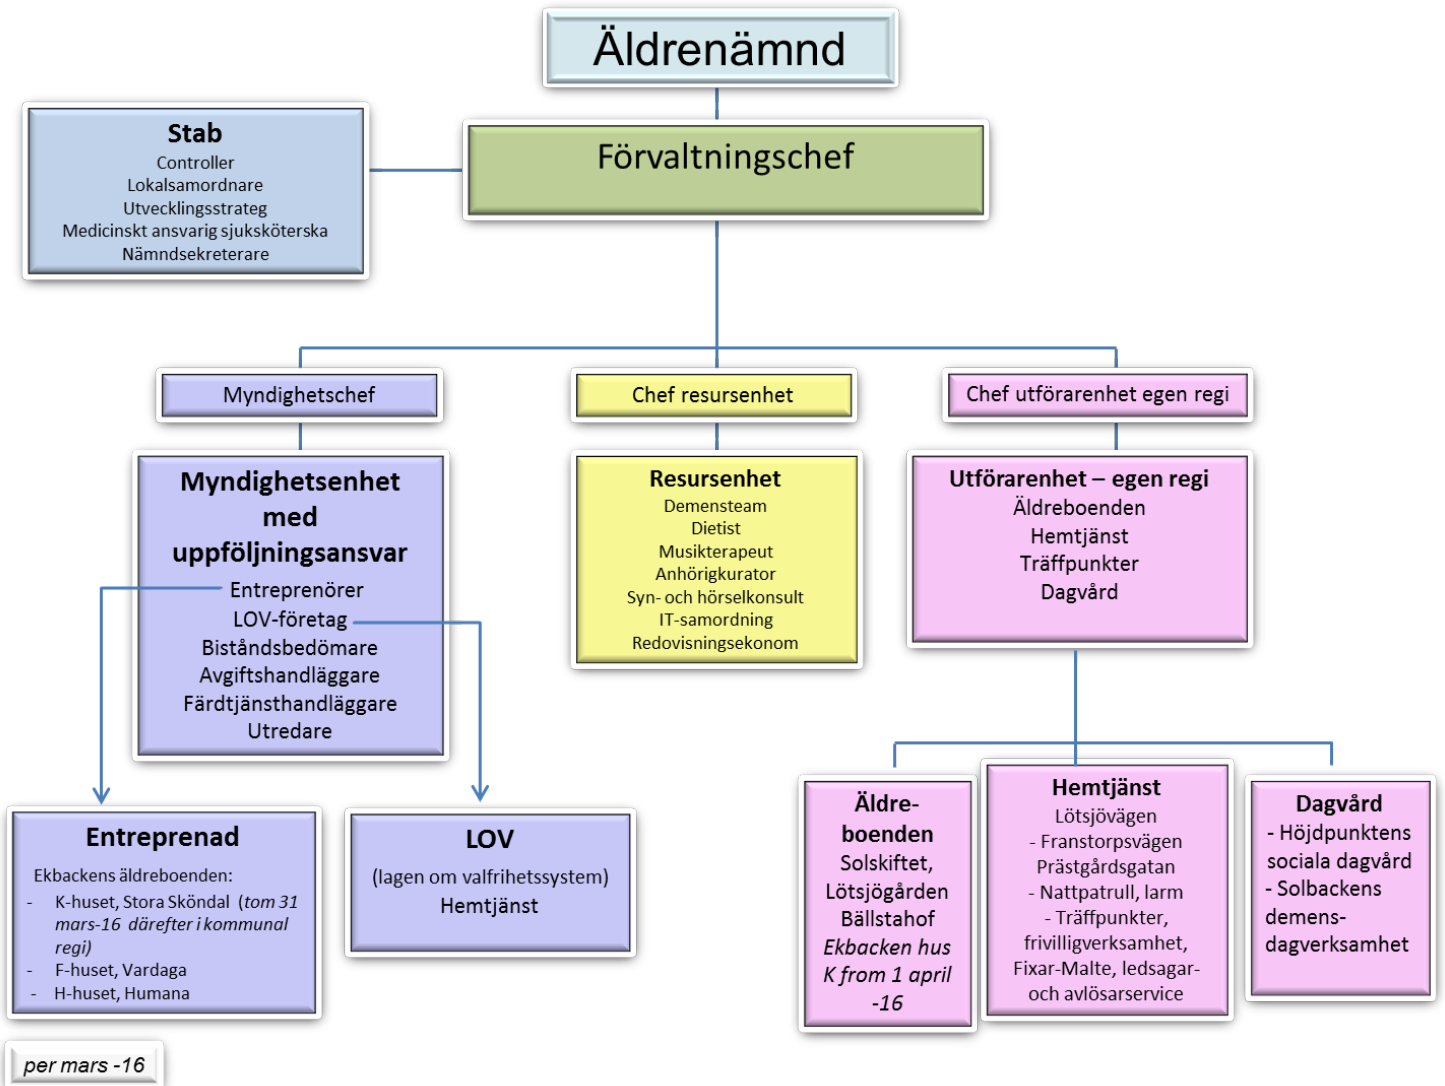 Äldrenämnd
Förvaltningschef
Stab
Controller
Lokalsamordnare
Utvecklingsstrateg
Medicinskt ansvarig sjuksköterska
Nämndsekreterare
Myndighetschef
Chef resursenhet
Chef utförarenhet egen regi
Myndighetsenhet
med
uppföljningsansvar
Entreprenörer
LOV-företag
Biståndsbedömare
Avgiftshandläggare
Färdtjänsthandläggare
Utredare
Resursenhet
Demensteam
Dietist
Musikterapeut
Anhörigkurator
Syn- och hörselkonsult
IT-samordning
Redovisningsekonom
Utförarenhet – egen regi
Äldreboenden
Hemtjänst
Träffpunkter
Dagvård
Entreprenad
Ekbackens äldreboenden:
- K-huset, Stora Sköndal (tom 31
mars-16 därefter i kommunal
regi)
- F-huset, Vardaga
- H-huset, Humana
LOV
(lagen om valfrihetssystem)
Hemtjänst
Äldre-
boenden
Solskiftet,
Lötsjögården
Bällstahof
Ekbacken hus
K from 1 april
-16
Hemtjänst
Lötsjövägen
- Franstorpsvägen
Prästgårdsgatan
- Nattpatrull, larm
- Träffpunkter,
frivilligverksamhet,
Fixar-Malte, ledsagar-
och avlösarservice
Dagvård
- Höjdpunktens
sociala dagvård
- Solbackens
demens-
dagverksamhet
per mars -16